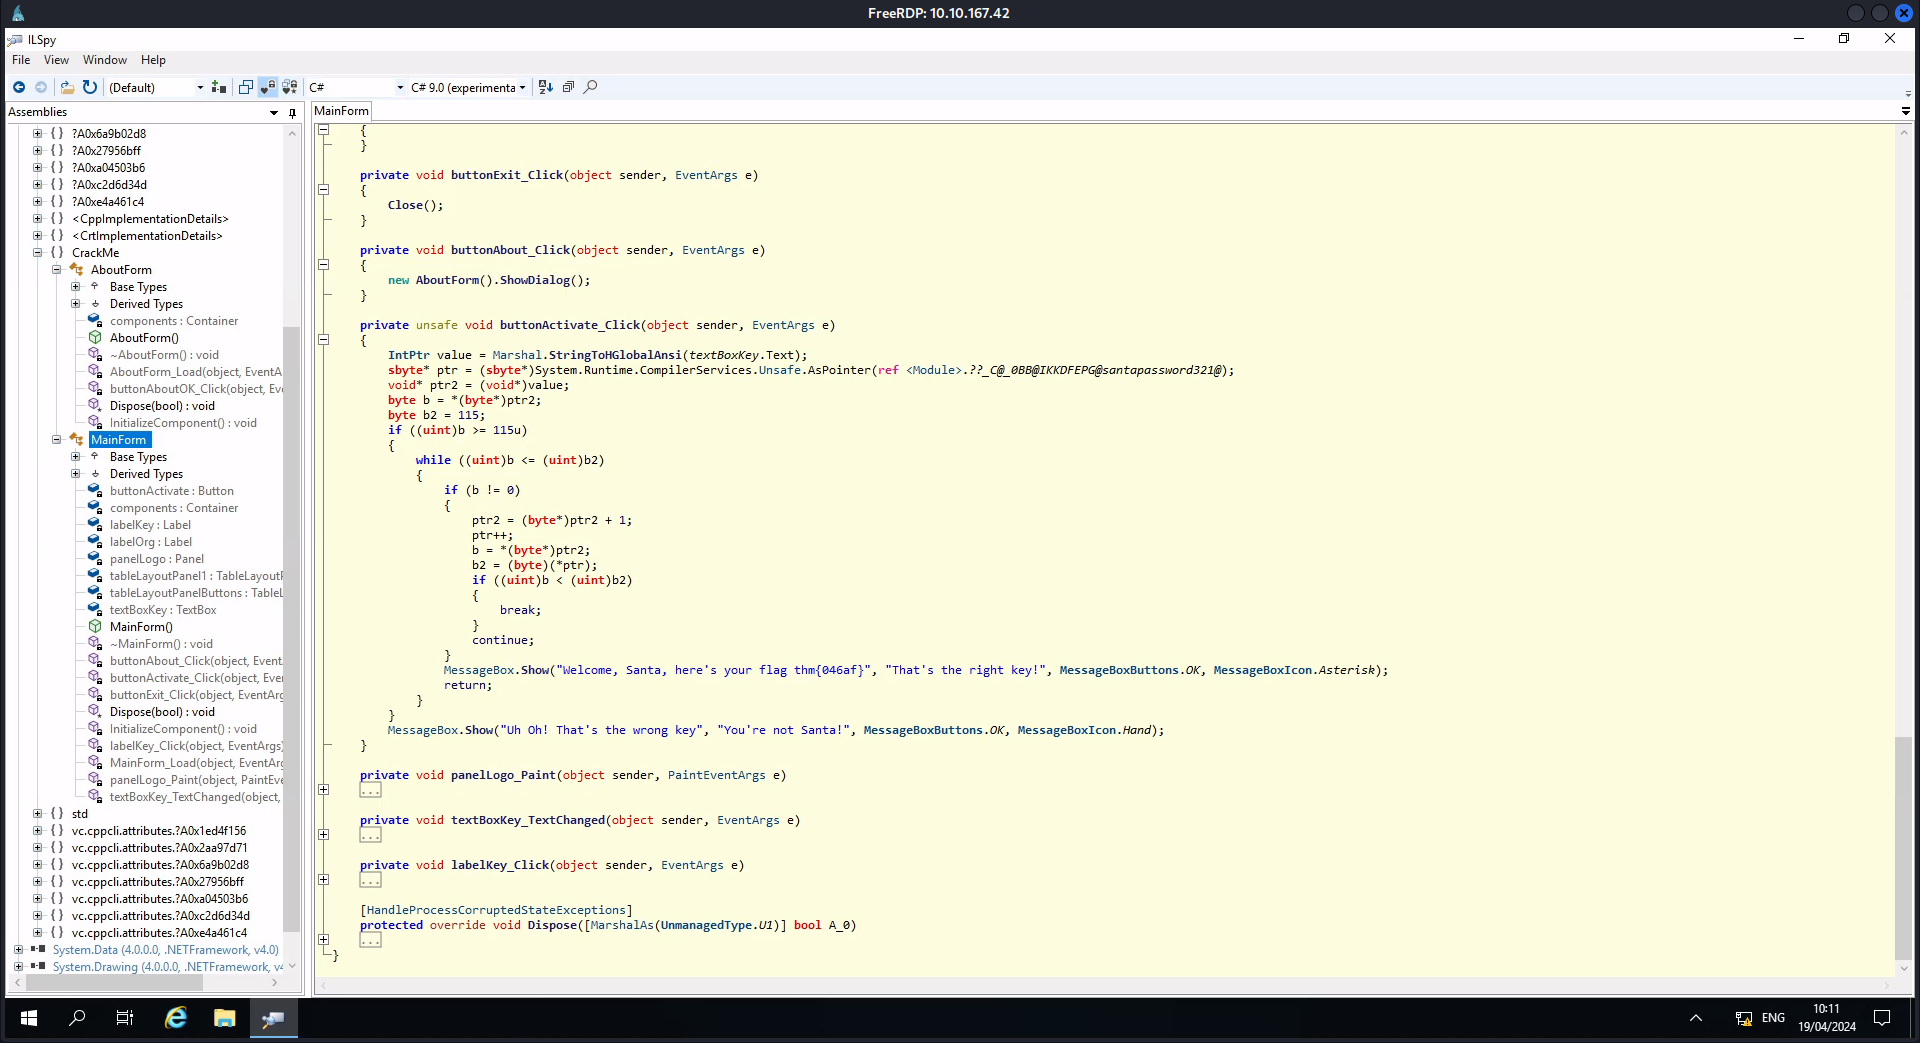 FreeRDP: 10.10.167.42
ILSpy
File View Window Help
(Default) C# C# 9.0 (experimenta
Assemblies
?A0x6a9b02d8
?A0x27956bff
?A0xa04503b6
?A0xc2d6d34d
?A0xe4a461c4
<CppImplementationDetails>
<CrtImplementationDetails>
CrackMe
AboutForm
Base Types
Derived Types
components : Container
AboutForm()
~AboutForm() : void
AboutForm_Load(object, EventA
buttonAboutOK_Click(object, Eve
Dispose(bool) : void
InitializeComponent() : void
MainForm
Base Types
Derived Types
buttonActivate : Button
components : Container
labelKey : Label
labelOrg : Label
panelLogo : Panel
tableLayoutPanel1 : TableLayoutP
tableLayoutPanelButtons : TableL
textBoxKey : TextBox
MainForm()
~MainForm() : void
buttonAbout_Click(object, Event
buttonActivate_Click(object, Eve
buttonExit_Click(object, EventArg
Dispose(bool) : void
InitializeComponent() : void
labelKey_Click(object, EventArgs)
MainForm_Load(object, EventArg
panelLogo_Paint(object, PaintEve
textBoxKey_TextChanged(object,
std
vc.cppcli.attributes.?A0x1ed4f156
vc.cppcli.attributes.?A0x2aa97d71
vc.cppcli.attributes.?A0x6a9b02d8
vc.cppcli.attributes.?A0x27956bff
vc.cppcli.attributes.?A0xa04503b6
vc.cppcli.attributes.?A0xc2d6d34d
vc.cppcli.attributes.?A0xe4a461c4
System.Data (4.0.0.0, .NETFramework, v4.0)
System.Drawing (4.0.0.0, .NETFramework, v4
MainForm
{
}
private void buttonExit_Click(object sender, EventArgs e)
{
Close();
}
private void buttonAbout_Click(object sender, EventArgs e)
{
new AboutForm().ShowDialog();
}
private unsafe void buttonActivate_Click(object sender, EventArgs e)
{
IntPtr value = Marshal.StringToHGlobalAnsi(textBoxKey.Text);
sbyte* ptr = (sbyte*)System.Runtime.CompilerServices.Unsafe.AsPointer(ref <Module>.??_C@_0BB@IKKDFEPG@santapassword321@);
void* ptr2 = (void*)value;
byte b = *(byte*)ptr2;
byte b2 = 115;
if ((uint)b >= 115u)
{
while ((uint)b <= (uint)b2)
{
if (b != 0)
{
ptr2 = (byte*)ptr2 + 1;
ptr++;
b = *(byte*)ptr2;
b2 = (byte)(*ptr);
if ((uint)b < (uint)b2)
{
break;
}
continue;
}
MessageBox.Show("Welcome, Santa, here's your flag thm{046af}", "That's the right key!", MessageBoxButtons.OK, MessageBoxIcon.Asterisk);
return;
}
}
MessageBox.Show("Uh Oh! That's the wrong key", "You're not Santa!", MessageBoxButtons.OK, MessageBoxIcon.Hand);
}
private void panelLogo_Paint(object sender, PaintEventArgs e)
...
private void textBoxKey_TextChanged(object sender, EventArgs e)
...
private void labelKey_Click(object sender, EventArgs e)
...
[HandleProcessCorruptedStateExceptions]
protected override void Dispose([MarshalAs(UnmanagedType.U1)] bool A_0)
...
}
ENG
10:11
19/04/2024